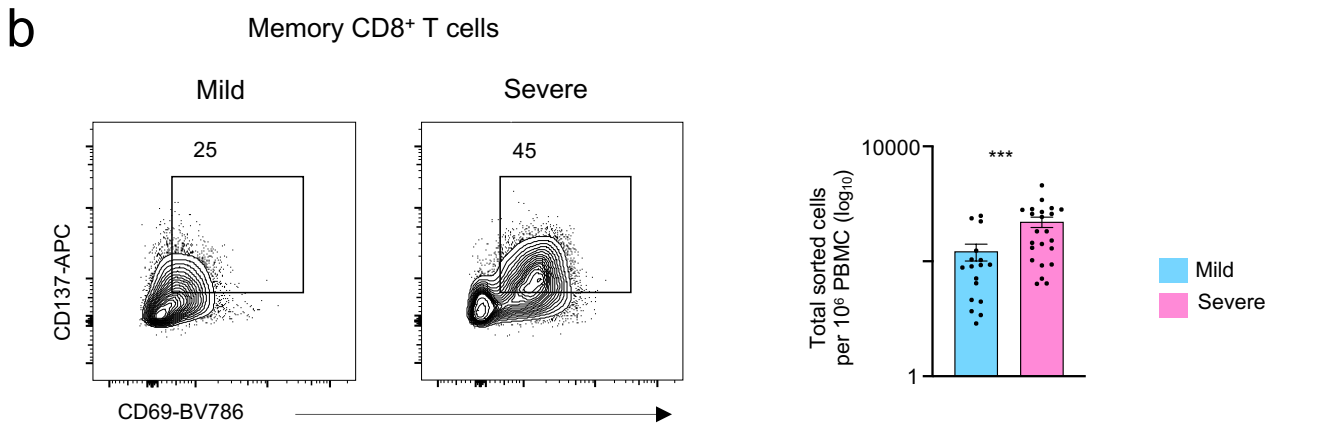 b
Memory CD8⁺ T cells
Mild
Severe
25
45
CD137-APC
CD69-BV786
10000
1
***
Total sorted cells
per 10⁶ PBMC (log₁₀)
Mild
Severe